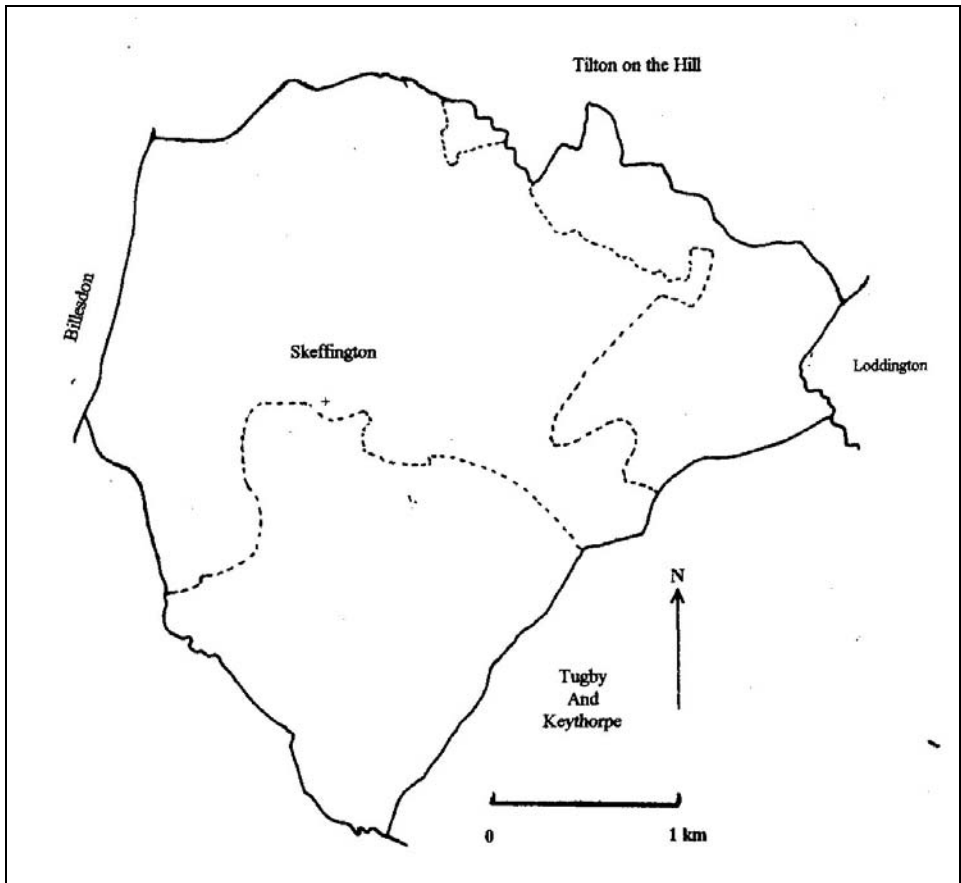 Tilton on the Hill
Billesdon
Skeffington
Loddington
N
Tugby
And
Keythorpe
0 1 km